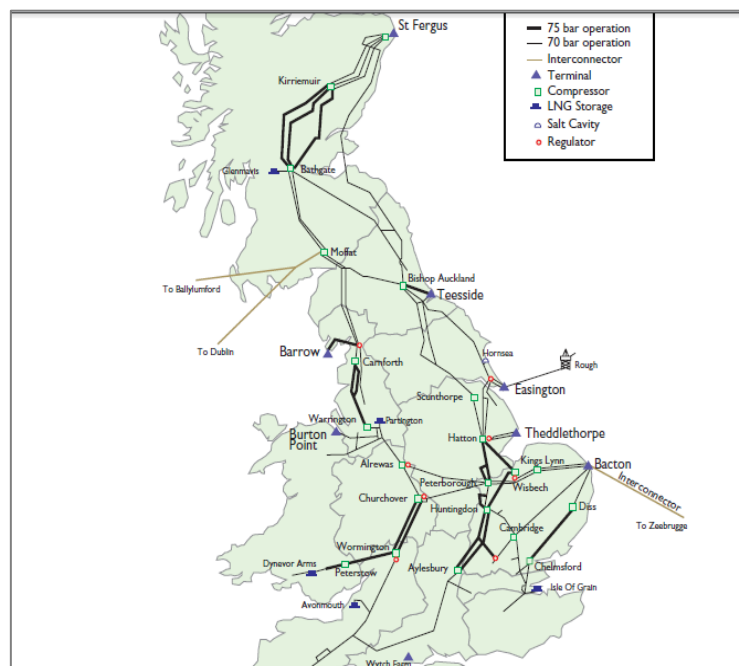 St Fergus
75 bar operation
70 bar operation
Interconnector
Terminal
Compressor
LNG Storage
Salt Cavity
Regulator
Kirriemuir
Glenmavis
Bathgate
Moffat
Bishop Auckland
Teesside
To Ballylumford
To Dublin
Barrow
Carnforth
Hornsea
Rough
Easington
Scunthorpe
Warrington
Partington
Burton
Point
Hatton
Theddlethorpe
Alrewas
Kings Lynn
Bacton
Peterborough
Wisbech
Interconnector
Churchover
Huntingdon
Diss
To Zeebrugge
Cambridge
Wormington
Dynevor Arms
Peterstow
Aylesbury
Chelmsford
Isle Of Grain
Avonmouth
Wytch Farm